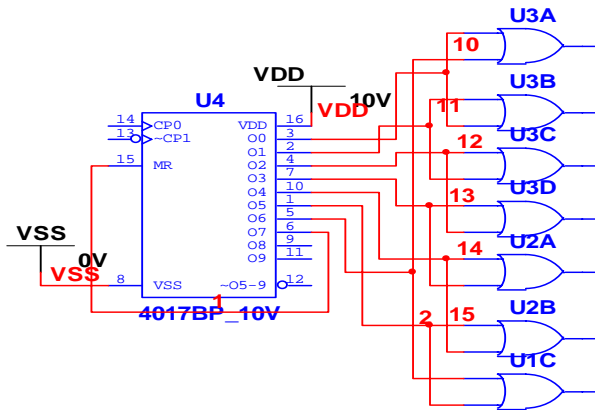 U3A
10
VDD
U3B
U4
10V
VDD
11
14
CP0
VDD
16
13
~CP1
O0
3
U3C
O1
2
12
15
MR
O2
4
O3
7
U3D
13
O4
10
O5
1
U2A
VSS
O6
5
14
0V
O7
6
O8
9
VSS
O9
11
8
VSS
~O5-9
12
U2B
1
4017BP_10V
2
15
U1C